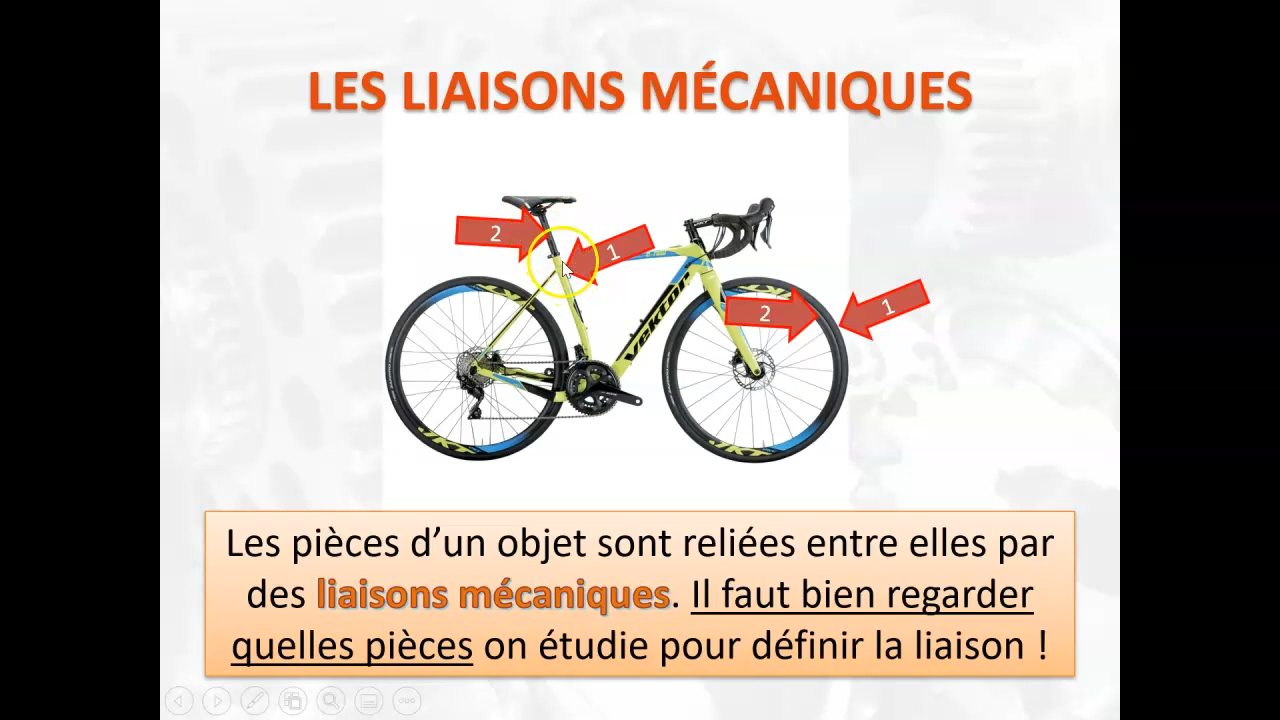 LES LIAISONS MÉCANIQUES
2
1
Vektor
2
1
Les pièces d’un objet sont reliées entre elles par
des liaisons mécaniques. Il faut bien regarder
quelles pièces on étudie pour définir la liaison !